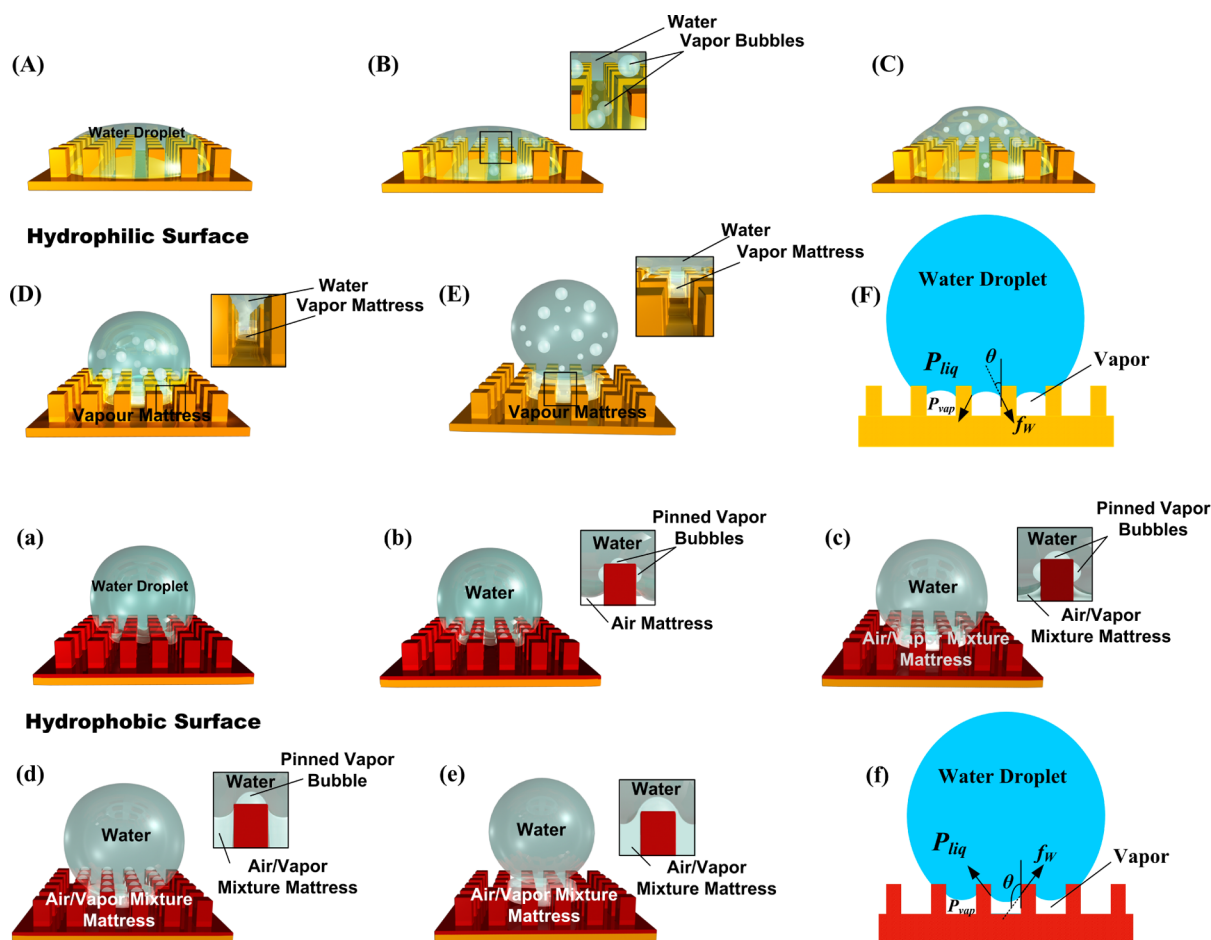 Water
Vapor Bubbles
(A)
(B)
(C)
Water Droplet
Hydrophilic Surface
Water
Vapor Mattress
(D)
Water
Vapor Mattress
(E)
(F)
Water Droplet
Vapour Mattress
Vapour Mattress
P_liq
θ
Vapor
P_vap
f_W
(a)
(b)
(c)
Water Droplet
Water
Pinned Vapor
Bubbles
Water
Air Mattress
Water
Pinned Vapor
Bubbles
Water
Air/Vapor
Mixture Mattress
Air/Vapor Mixture
Mattress
Hydrophobic Surface
(d)
Pinned Vapor
Bubble
Water
Water
Air/Vapor
Mixture Mattress
Air/Vapor Mixture
Mattress
(e)
Water
Water
Air/Vapor
Mixture Mattress
Air/Vapor Mixture
Mattress
(f)
Water Droplet
P_liq
f_W
θ
Vapor
P_vap